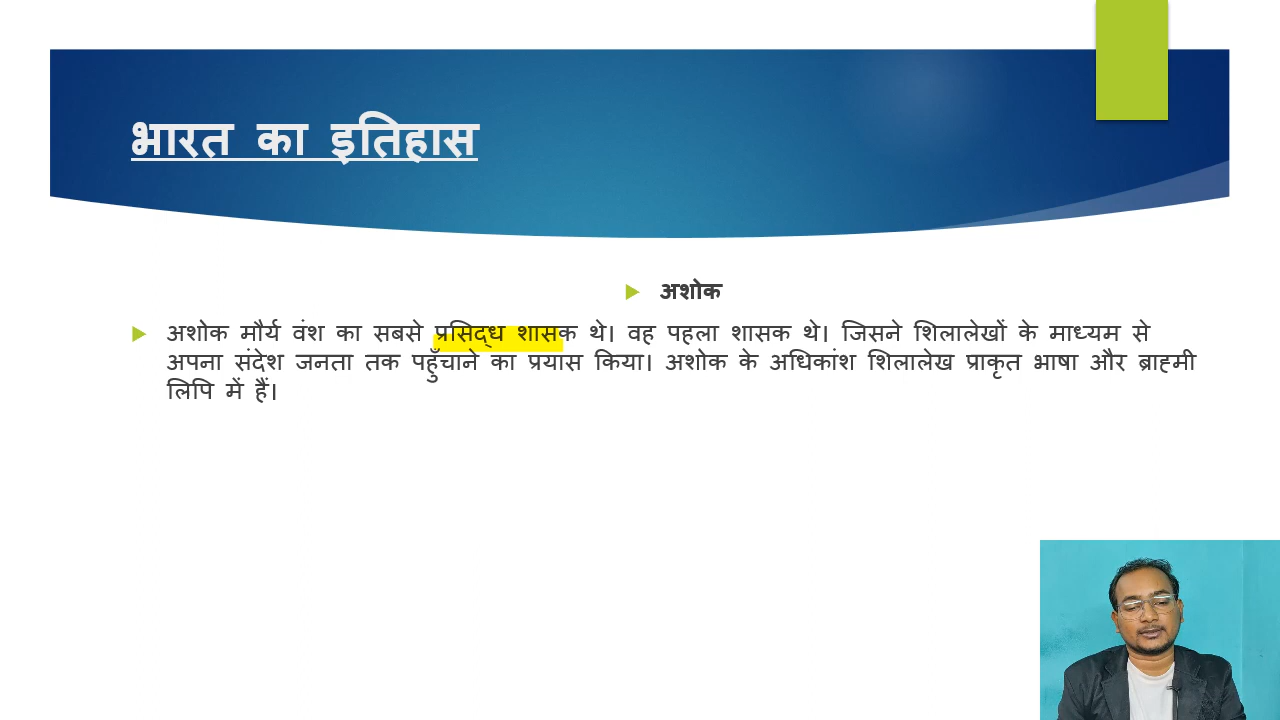 भारत का इतिहास
अशोक
अशोक मौर्य वंश का सबसे प्रसिद्ध शासक थे। वह पहला शासक थे। जिसने शिलालेखों के माध्यम से
अपना संदेश जनता तक पहुँचाने का प्रयास किया। अशोक के अधिकांश शिलालेख प्राकृत भाषा और ब्राह्मी
लिपि में हैं।